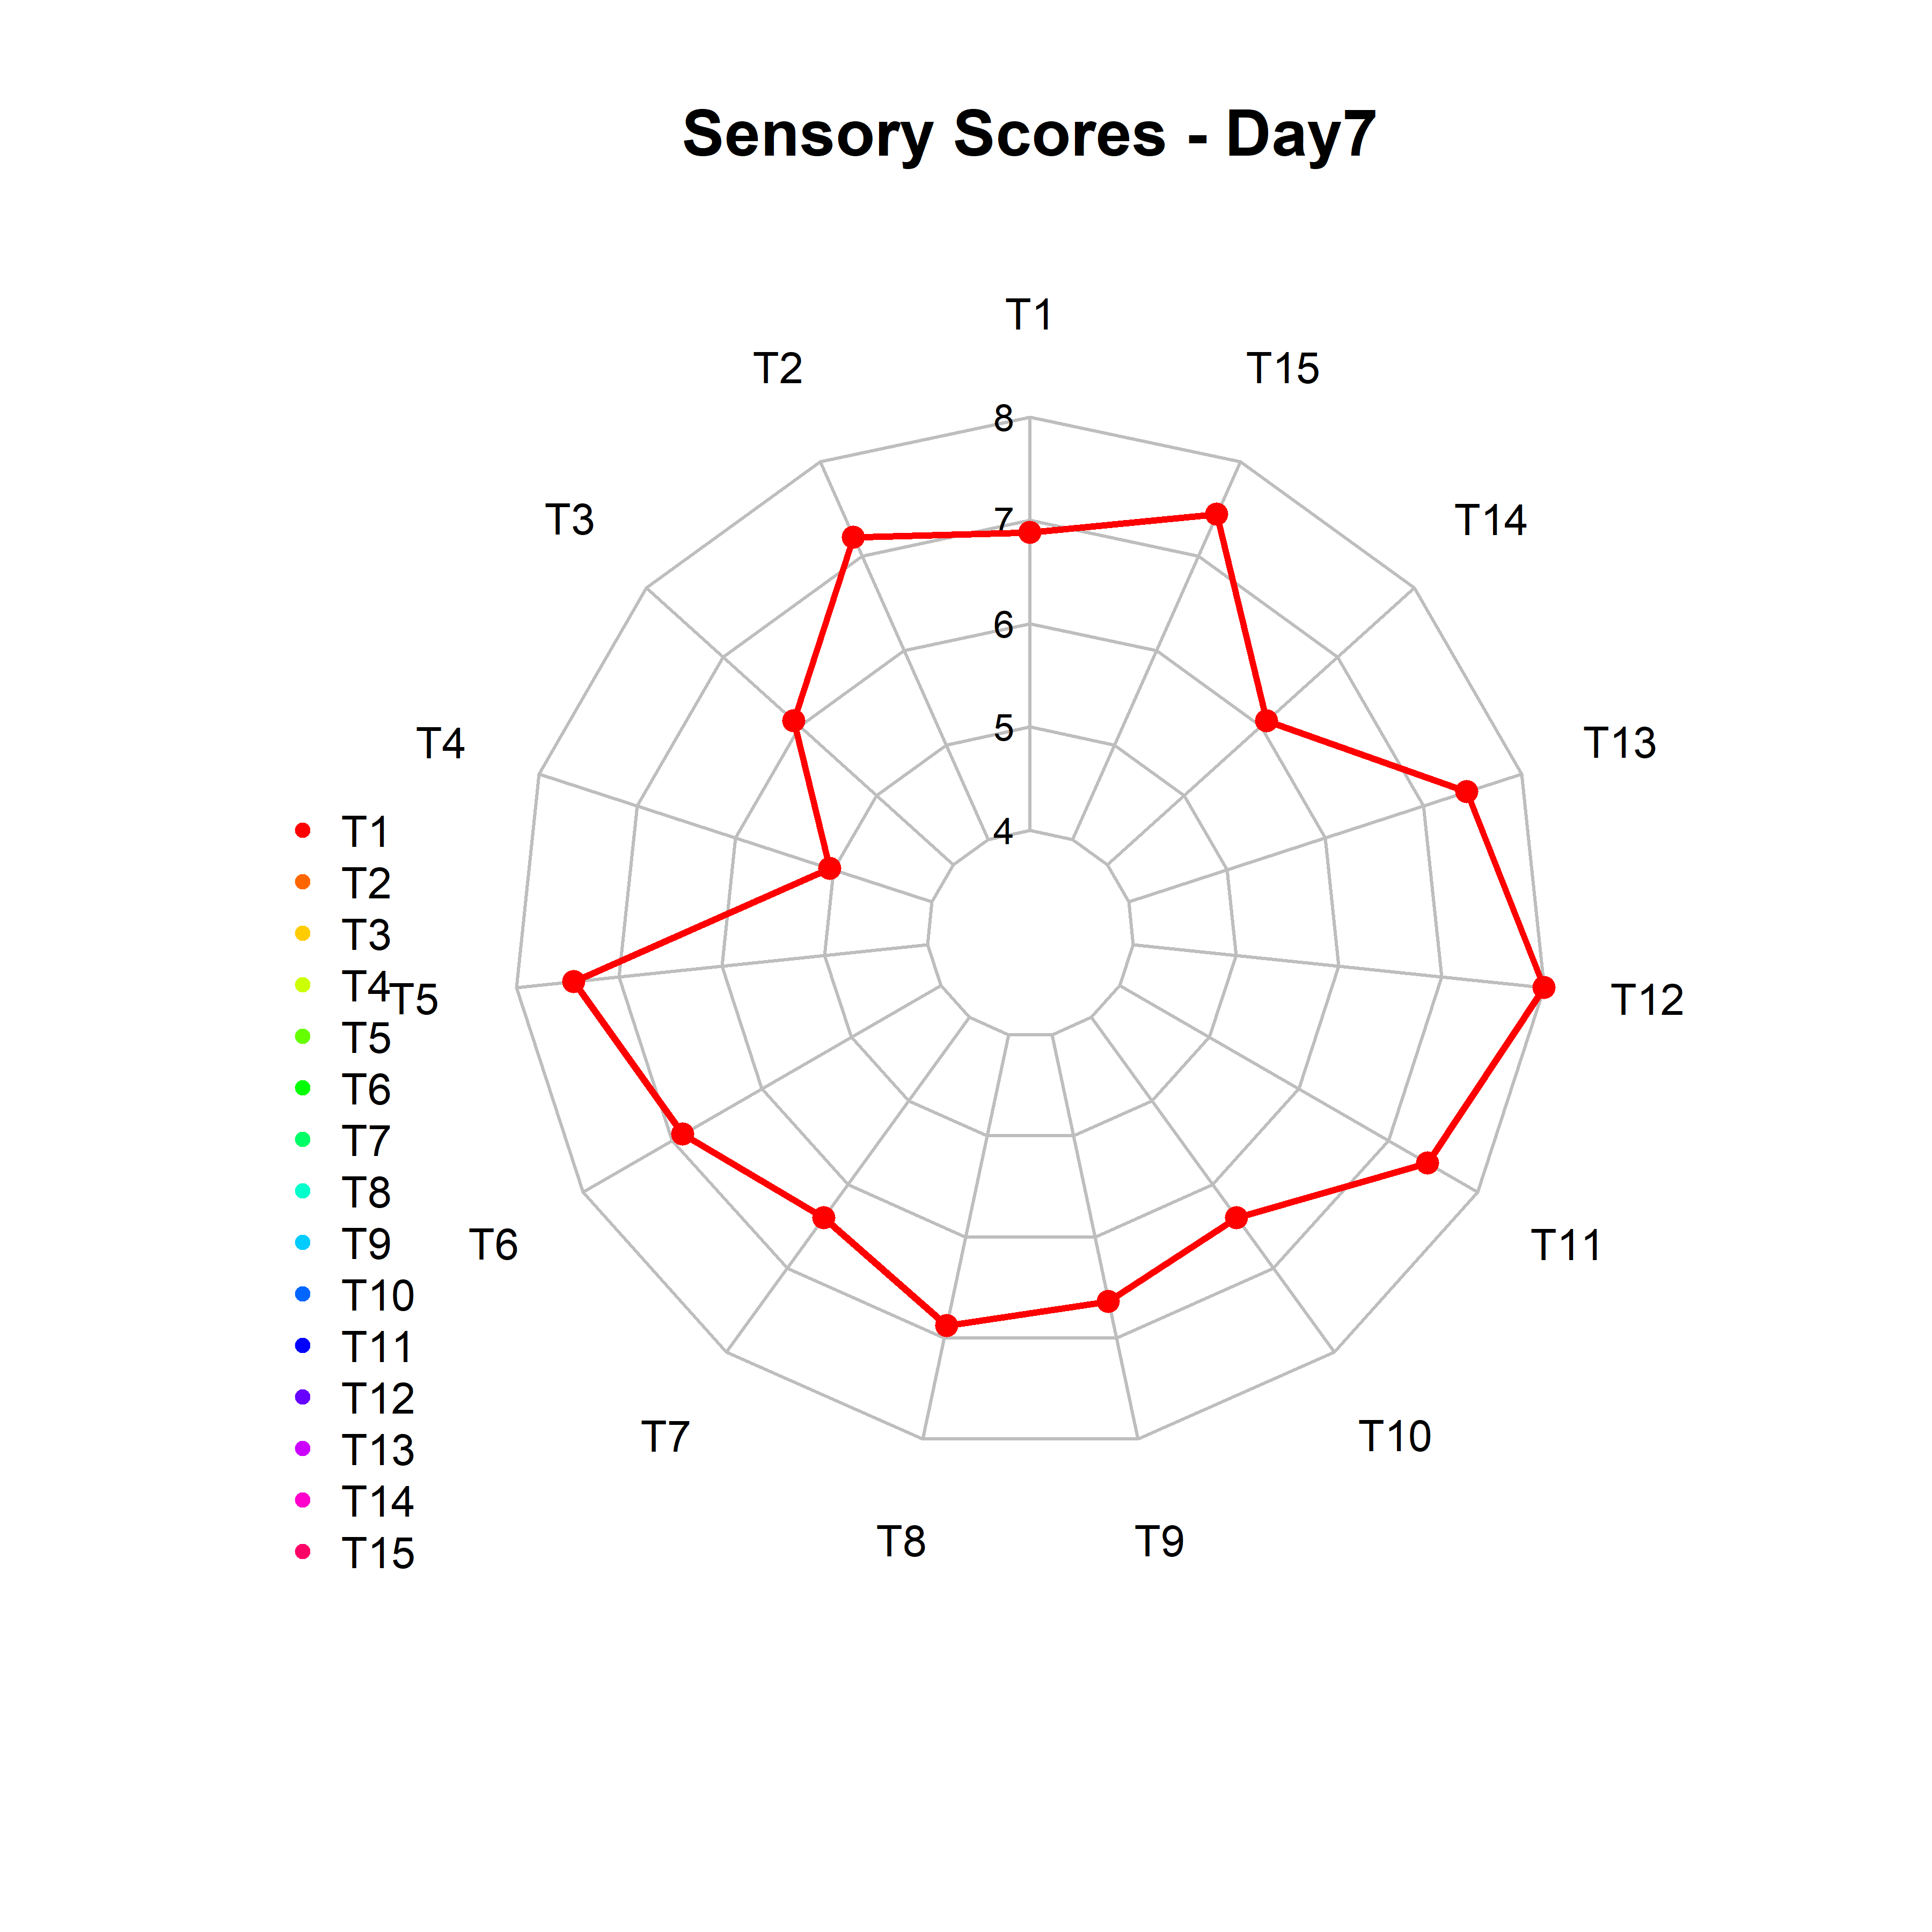 Sensory Scores - Day7
T1
T2
T15
T3
T14
T4
T13
T5
T12
T6
T11
T7
T10
T8
T9
8
7
6
5
4
T1
T2
T3
T4
T5
T6
T7
T8
T9
T10
T11
T12
T13
T14
T15